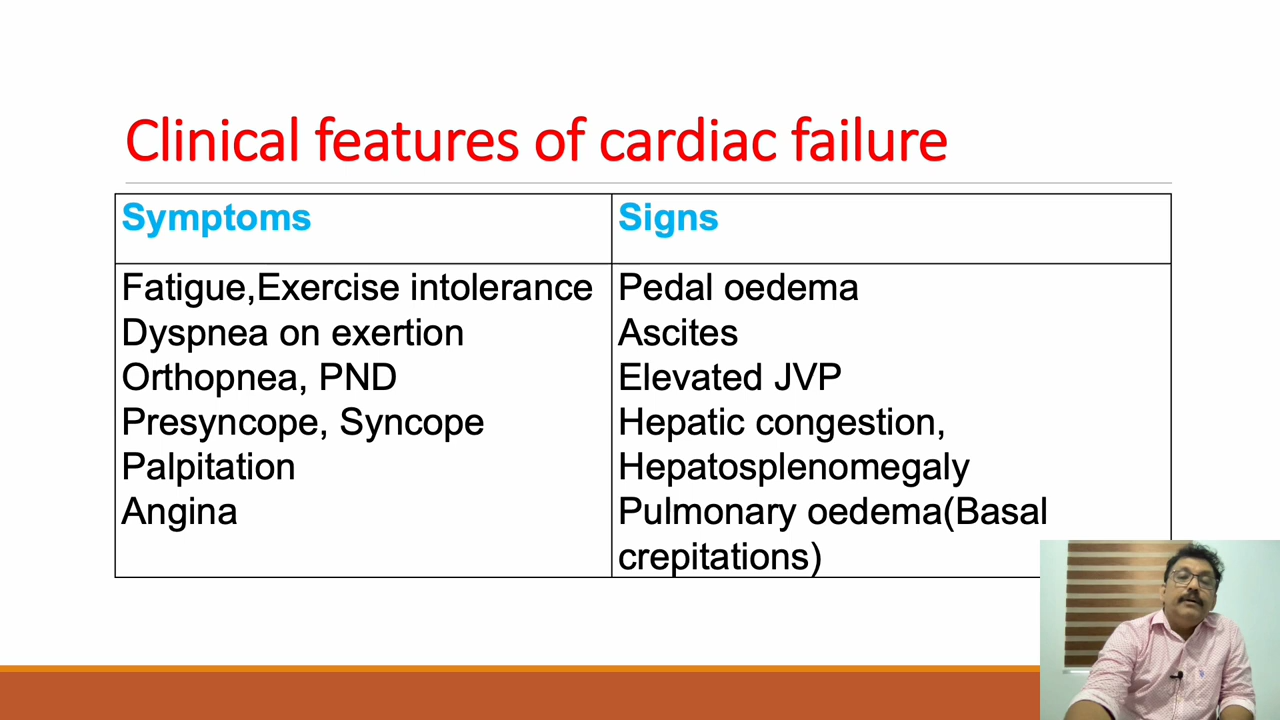 Clinical features of cardiac failure
Symptoms
Signs
Fatigue,Exercise intolerance
Dyspnea on exertion
Orthopnea, PND
Presyncope, Syncope
Palpitation
Angina
Pedal oedema
Ascites
Elevated JVP
Hepatic congestion,
Hepatosplenomegaly
Pulmonary oedema(Basal
crepitations)